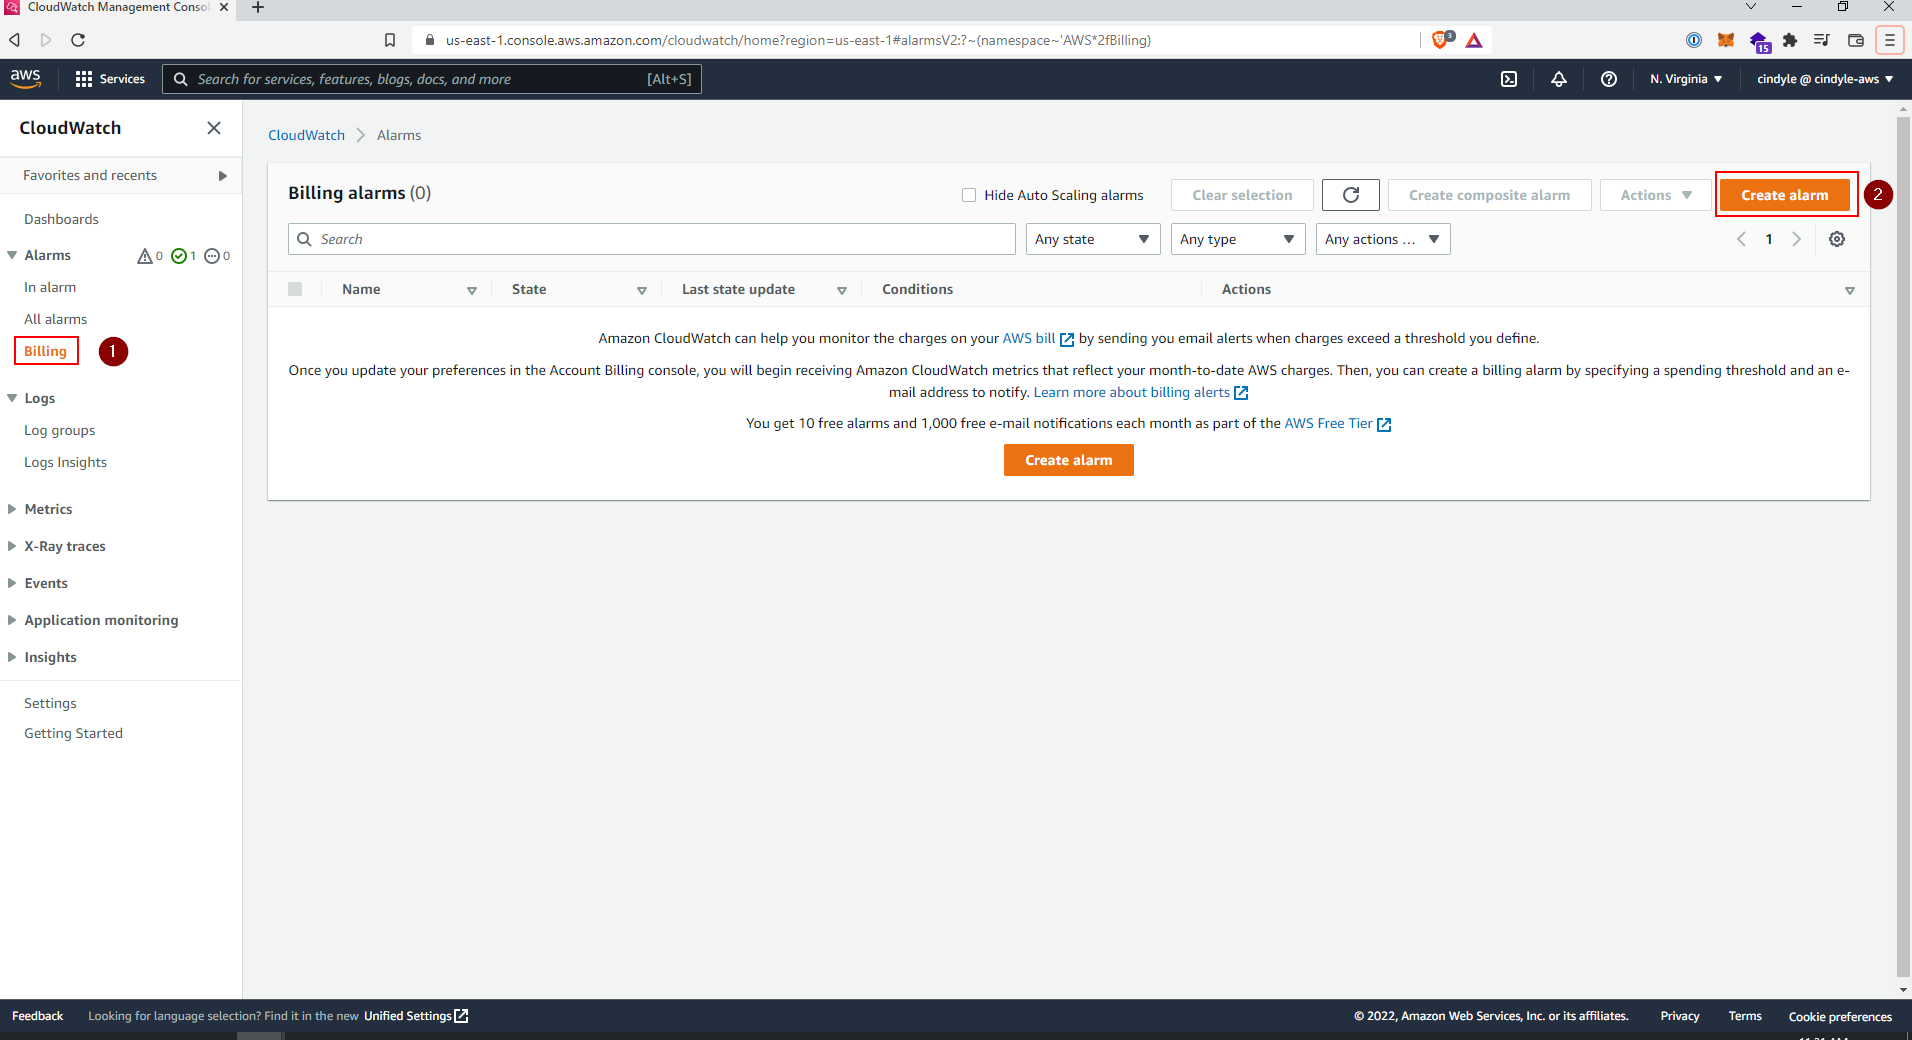 CloudWatch Management Consol
us-east-1.console.aws.amazon.com/cloudwatch/home?region=us-east-1#alarmsV2:?~(namespace~'AWS*2fBilling)
3
15
aws
Services
Search for services, features, blogs, docs, and more
[Alt+S]
N. Virginia
cindyle @ cindyle-aws
CloudWatch
Favorites and recents
Dashboards
Alarms 0 1 0
In alarm
All alarms
Billing
1
Logs
Log groups
Logs Insights
Metrics
X-Ray traces
Events
Application monitoring
Insights
Settings
Getting Started
CloudWatch Alarms
Billing alarms (0)
Hide Auto Scaling alarms
Clear selection
Create composite alarm
Actions
Create alarm
2
Search
Any state
Any type
Any actions ...
1
Name
State
Last state update
Conditions
Actions
Amazon CloudWatch can help you monitor the charges on your AWS bill by sending you email alerts when charges exceed a threshold you define.
Once you update your preferences in the Account Billing console, you will begin receiving Amazon CloudWatch metrics that reflect your month-to-date AWS charges. Then, you can create a billing alarm by specifying a spending threshold and an e-
mail address to notify. Learn more about billing alerts
You get 10 free alarms and 1,000 free e-mail notifications each month as part of the AWS Free Tier
Create alarm
Feedback
Looking for language selection? Find it in the new Unified Settings
© 2022, Amazon Web Services, Inc. or its affiliates.
Privacy
Terms
Cookie preferences